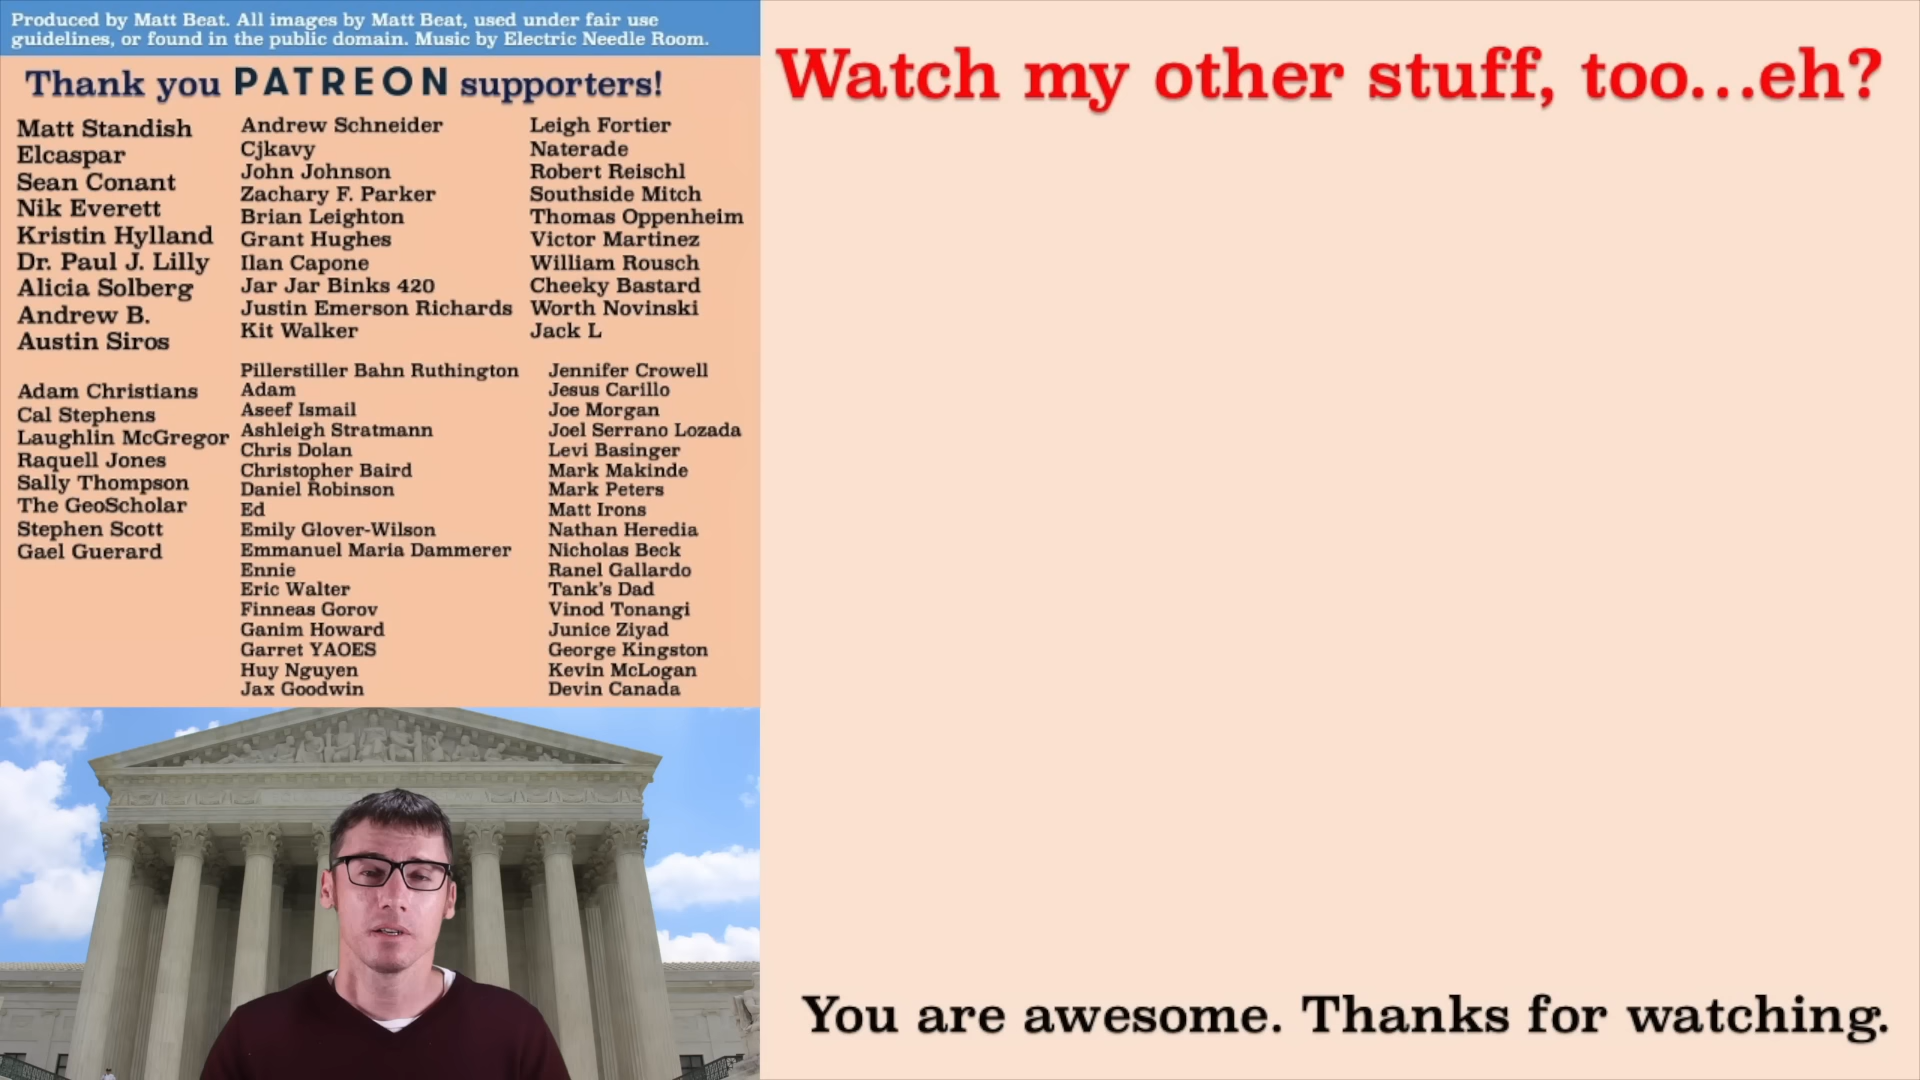 Produced by Matt Beat. All images by Matt Beat, used under fair use
guidelines, or found in the public domain. Music by Electric Needle Room.
Thank you PATREON supporters!
Matt Standish
Elcaspar
Sean Conant
Nik Everett
Kristin Hylland
Dr. Paul J. Lilly
Alicia Solberg
Andrew B.
Austin Siros
Adam Christians
Cal Stephens
Laughlin McGregor
Raquell Jones
Sally Thompson
The GeoScholar
Stephen Scott
Gael Guerard
Andrew Schneider
Cjkavy
John Johnson
Zachary F. Parker
Brian Leighton
Grant Hughes
Ilan Capone
Jar Jar Binks 420
Justin Emerson Richards
Kit Walker
Pillerstiller Bahn Ruthington
Adam
Aseef Ismail
Ashleigh Stratmann
Chris Dolan
Christopher Baird
Daniel Robinson
Ed
Emily Glover-Wilson
Emmanuel Maria Dammerer
Ennie
Eric Walter
Finneas Gorov
Ganim Howard
Garret YAOES
Huy Nguyen
Jax Goodwin
Leigh Fortier
Naterade
Robert Reischl
Southside Mitch
Thomas Oppenheim
Victor Martinez
William Rousch
Cheeky Bastard
Worth Novinski
Jack L
Jennifer Crowell
Jesus Carillo
Joe Morgan
Joel Serrano Lozada
Levi Basinger
Mark Makinde
Mark Peters
Matt Irons
Nathan Heredia
Nicholas Beck
Ranel Gallardo
Tank's Dad
Vinod Tonangi
Junice Ziyad
George Kingston
Kevin McLogan
Devin Canada
Watch my other stuff, too...eh?
You are awesome. Thanks for watching.